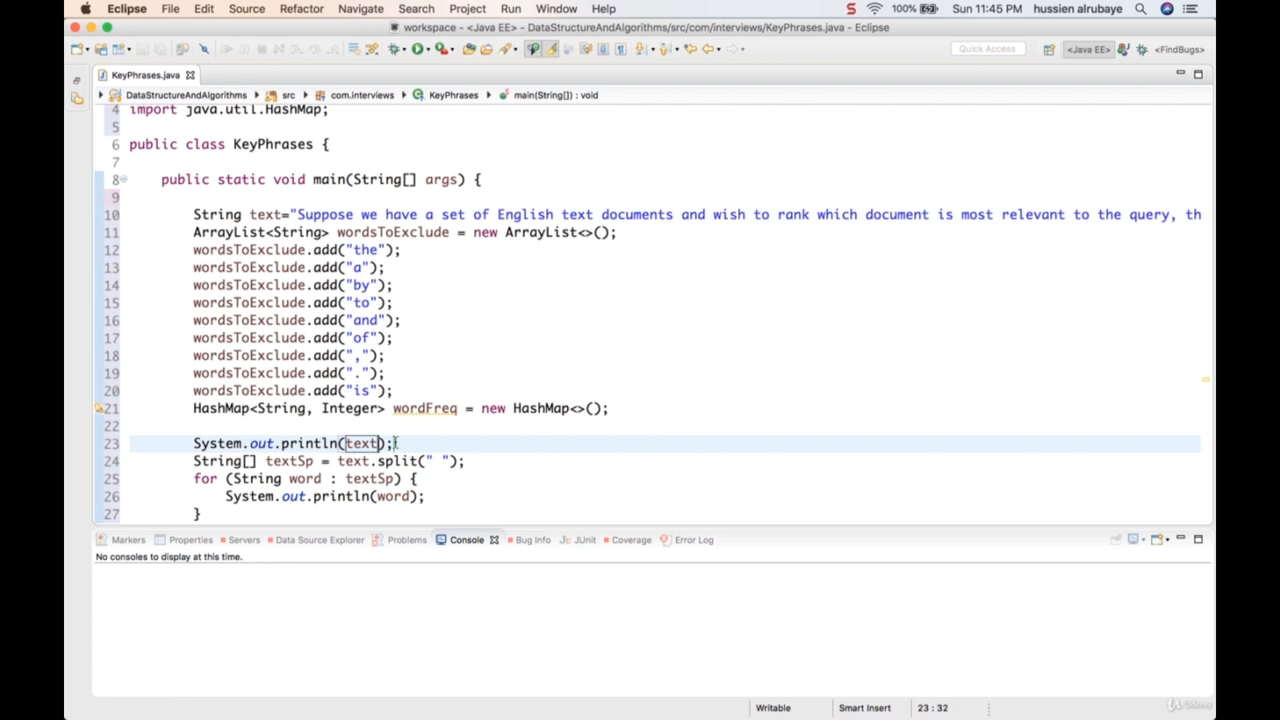 Eclipse File Edit Source Refactor Navigate Search Project Run Window Help S 100% Sun 11:45 PM hussien alrubaye
workspace - <Java EE> - DataStructureAndAlgorithms/src/com/interviews/KeyPhrases.java - Eclipse
Quick Access <Java EE> <FindBugs>
KeyPhrases.java
DataStructureAndAlgorithms src com.interviews KeyPhrases main(String[]) : void
4 import java.util.HashMap;
5
6 public class KeyPhrases {
7
8 public static void main(String[] args) {
9
10 String text="Suppose we have a set of English text documents and wish to rank which document is most relevant to the query, th
11 ArrayList<String> wordsToExclude = new ArrayList<>();
12 wordsToExclude.add("the");
13 wordsToExclude.add("a");
14 wordsToExclude.add("by");
15 wordsToExclude.add("to");
16 wordsToExclude.add("and");
17 wordsToExclude.add("of");
18 wordsToExclude.add(",");
19 wordsToExclude.add(".");
20 wordsToExclude.add("is");
21 HashMap<String, Integer> wordFreq = new HashMap<>();
22
23 System.out.println(text);
24 String[] textSp = text.split(" ");
25 for (String word : textSp) {
26 System.out.println(word);
27 }
Markers Properties Servers Data Source Explorer Problems Console Bug Info JUnit Coverage Error Log
No consoles to display at this time.
Writable Smart Insert 23 : 32
Udemy